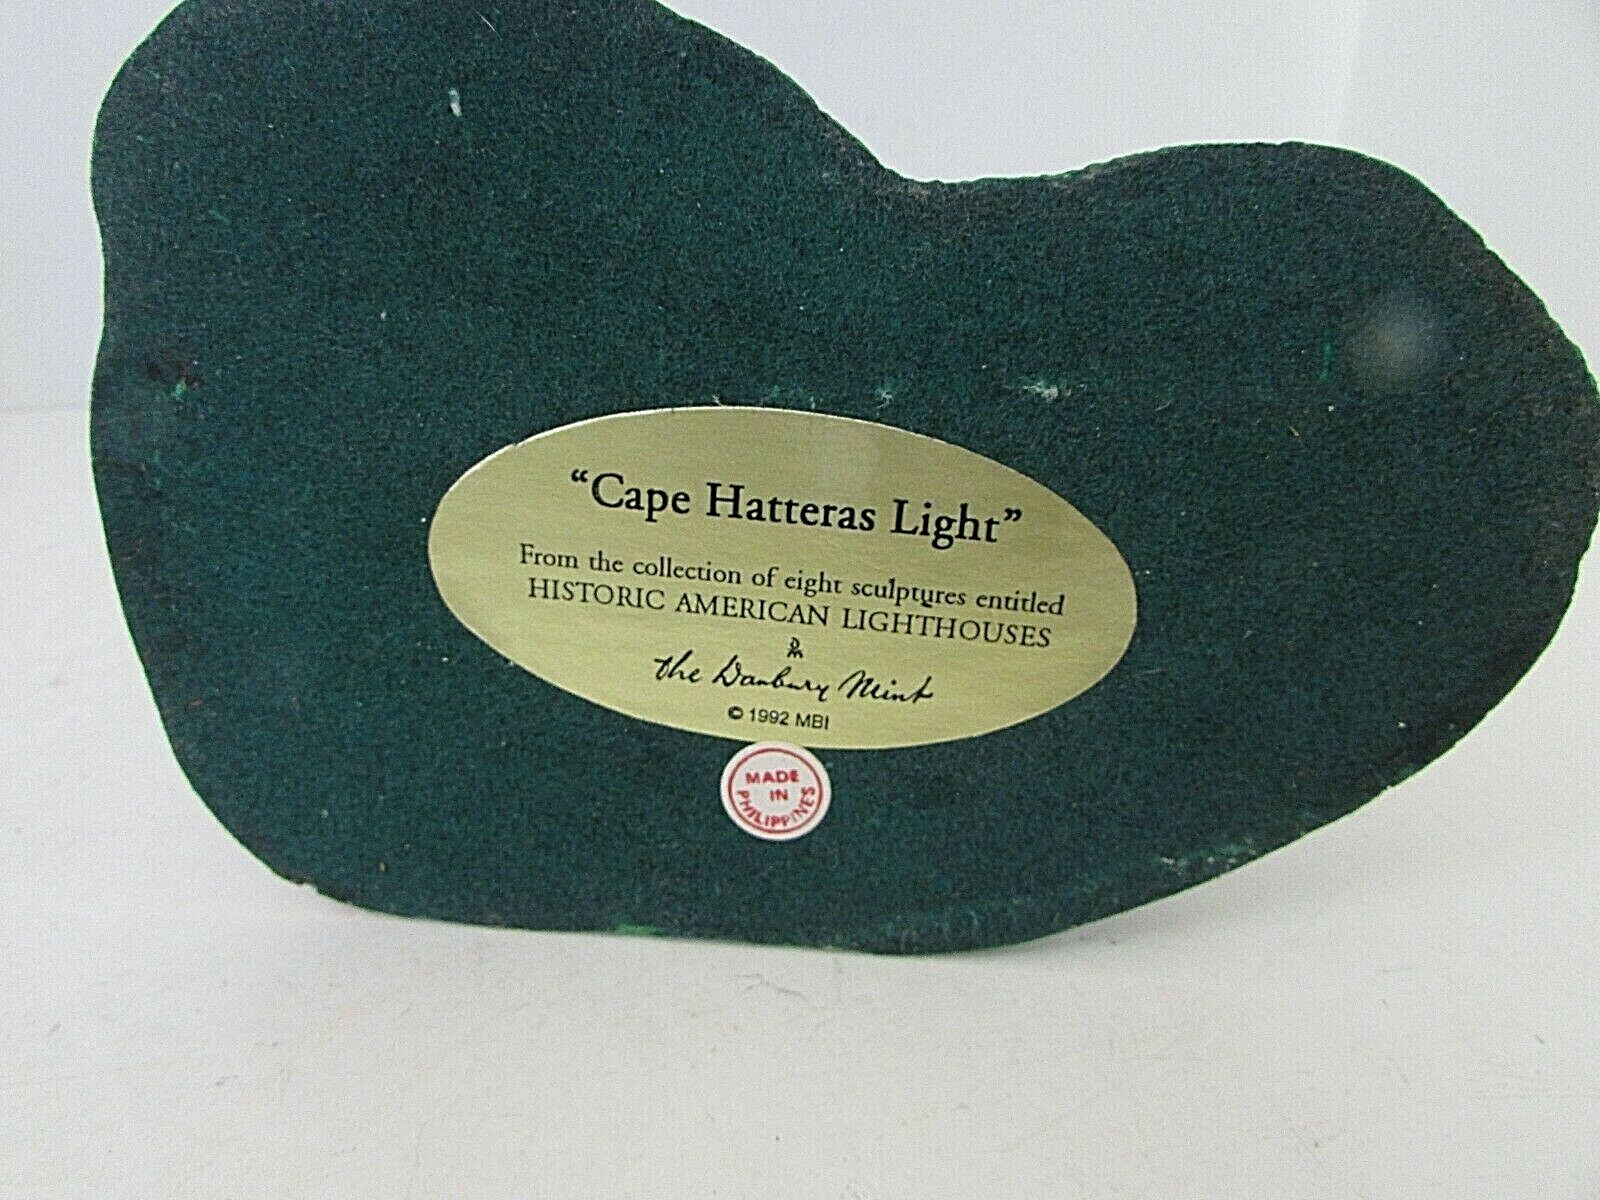 “Cape Hatteras Light”
From the collection of eight sculptures entitled
HISTORIC AMERICAN LIGHTHOUSES
DM
the Danbury Mint
© 1992 MBI
MADE
IN
PHILIPPINES